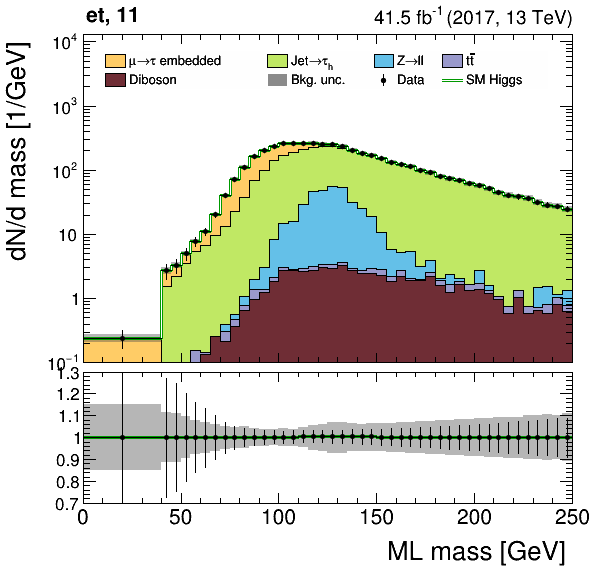 et, 11
41.5 fb⁻¹ (2017, 13 TeV)
dN/d mass [1/GeV]
10⁴
10³
10²
10
1
10⁻¹
μ→τ embedded
Jet→τₕ
Z→ll
tt̄
Diboson
Bkg. unc.
Data
SM Higgs
1.3
1.2
1.1
1
0.9
0.8
0.7
0 50 100 150 200 250
ML mass [GeV]